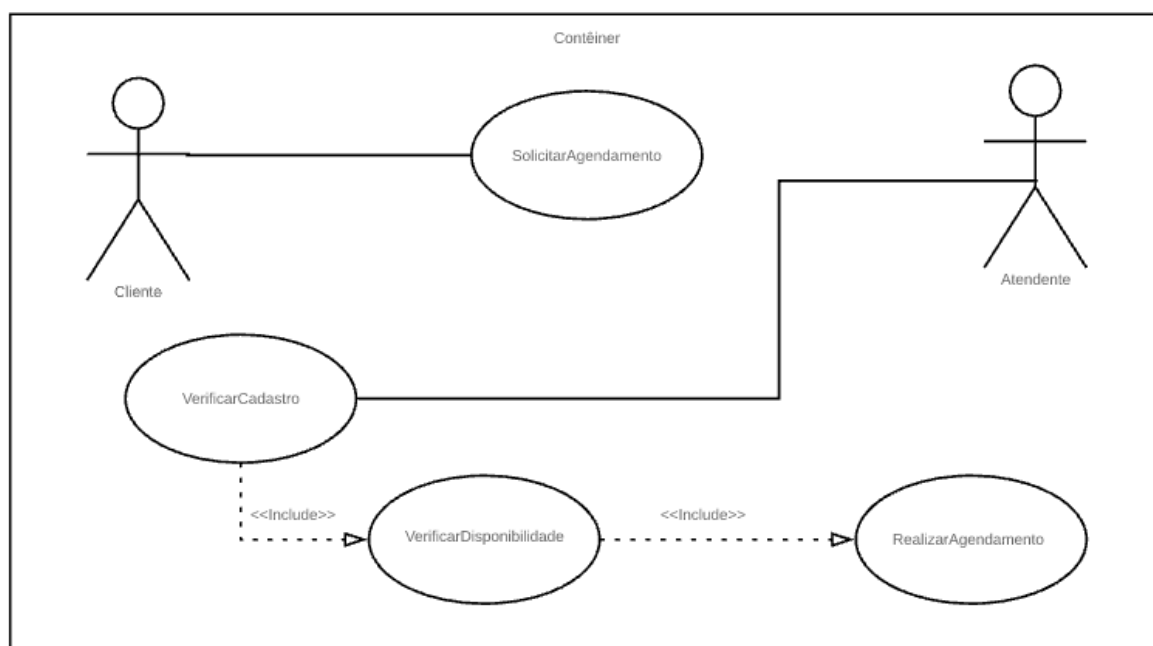 Contêiner
SolicitarAgendamento
Cliente
Atendente
VerificarCadastro
<<Include>>
<<Include>>
VerificarDisponibilidade
RealizarAgendamento